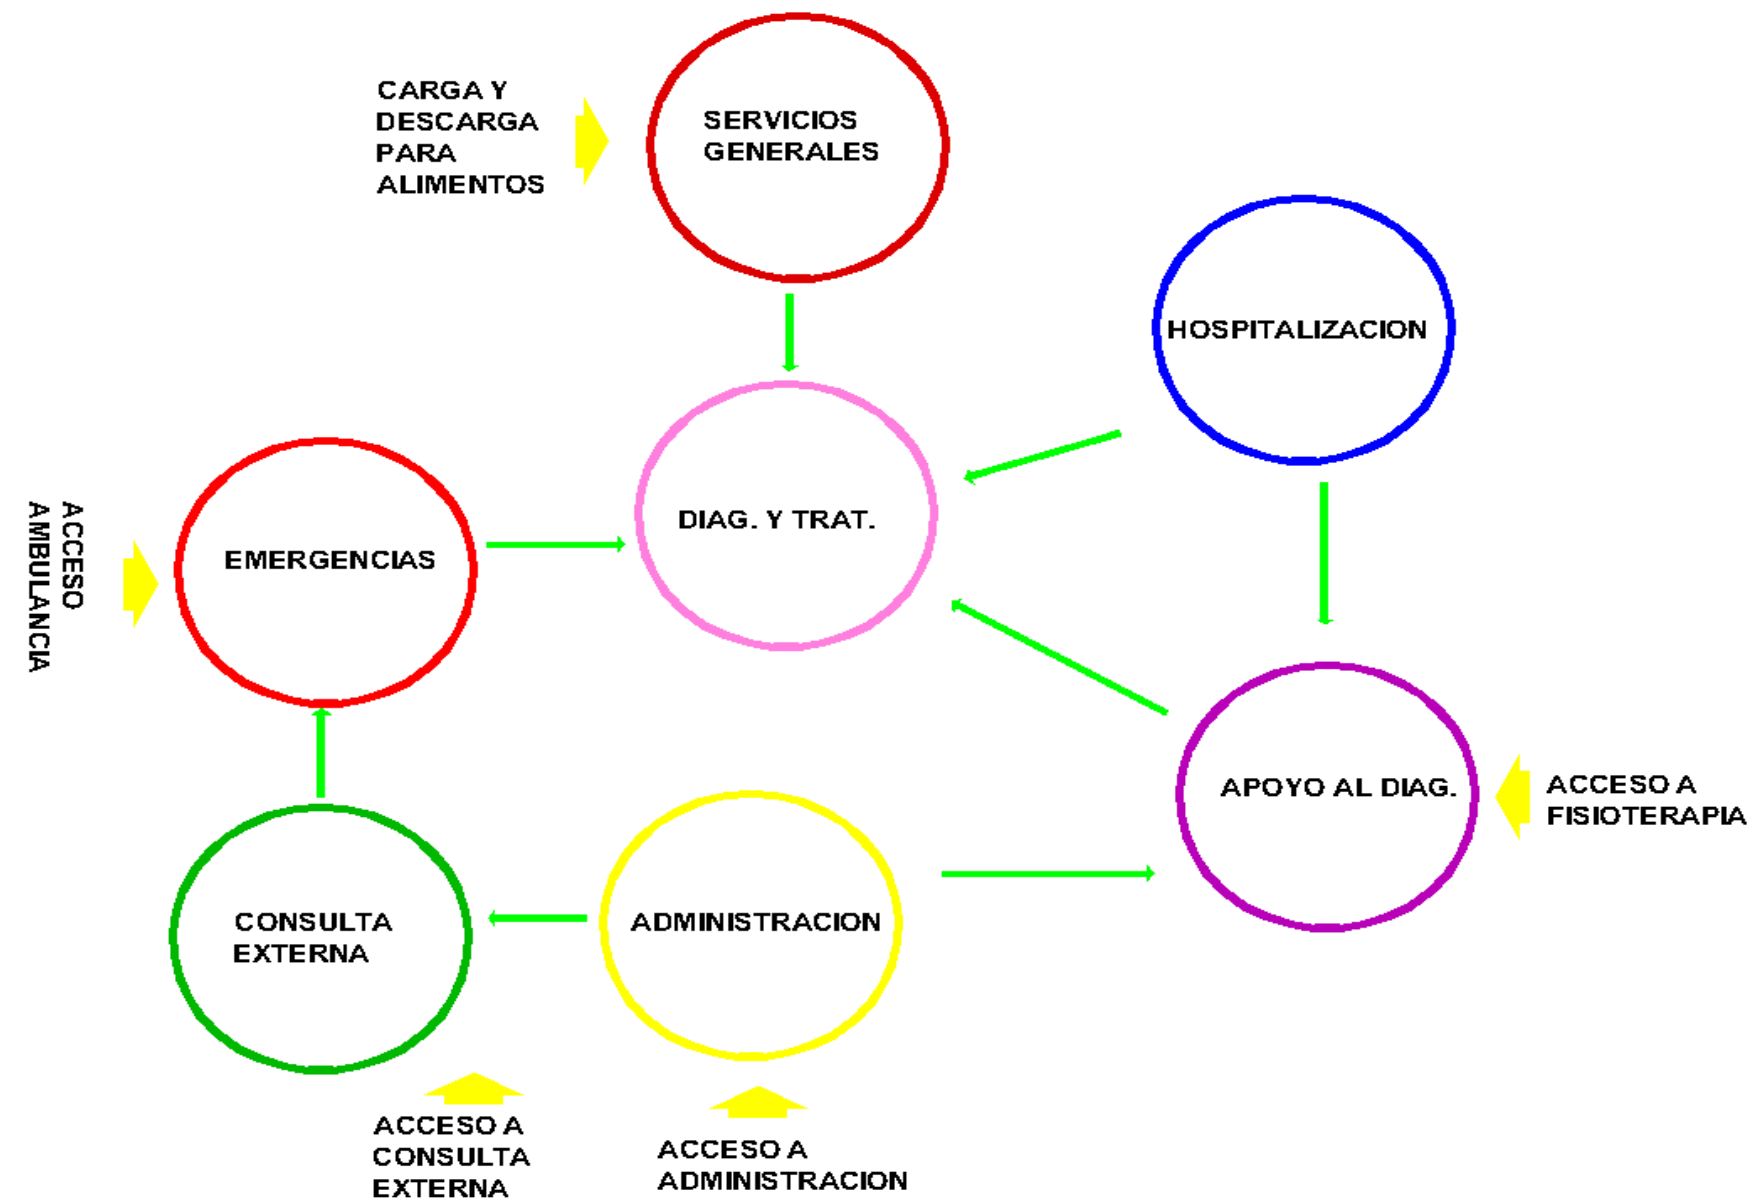 CARGA Y
DESCARGA
PARA
ALIMENTOS
SERVICIOS
GENERALES
HOSPITALIZACION
ACCESO
AMBULANCIA
EMERGENCIAS
DIAG. Y TRAT.
APOYO AL DIAG.
ACCESO A
FISIOTERAPIA
CONSULTA
EXTERNA
ADMINISTRACION
ACCESO A
CONSULTA
EXTERNA
ACCESO A
ADMINISTRACION